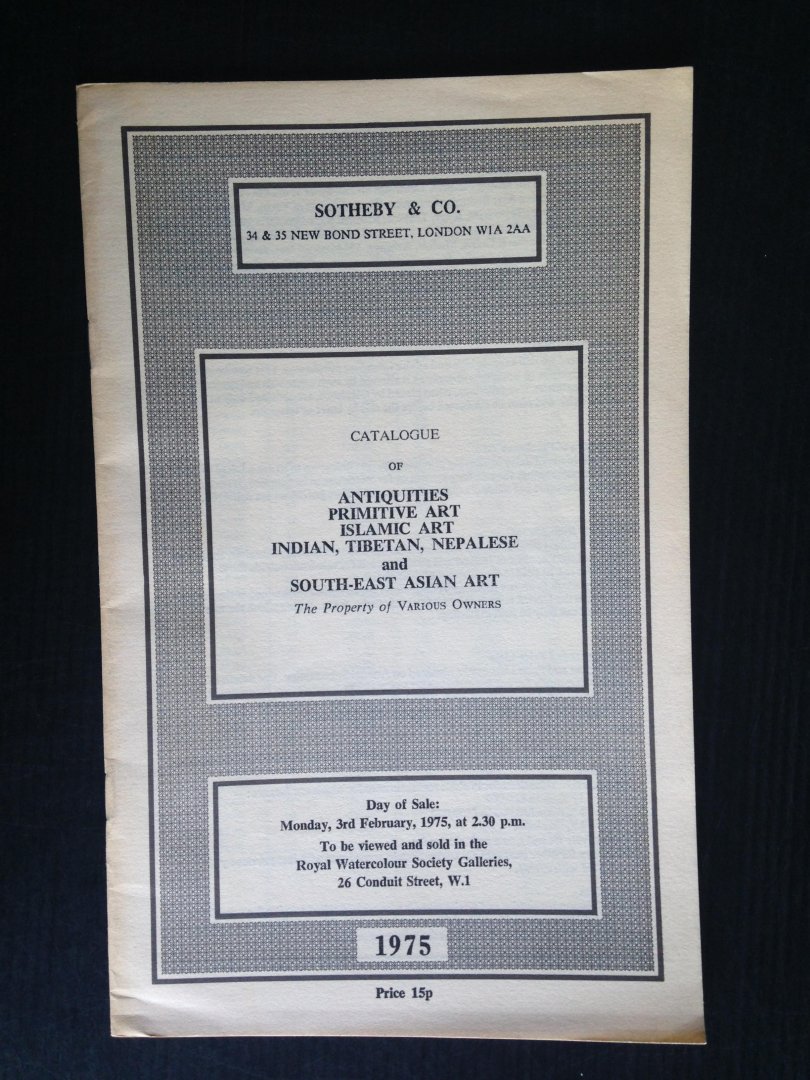 SOTHEBY & CO.
34 & 35 NEW BOND STREET, LONDON W1A 2AA
CATALOGUE
OF
ANTIQUITIES
PRIMITIVE ART
ISLAMIC ART
INDIAN, TIBETAN, NEPALESE
and
SOUTH-EAST ASIAN ART
The Property of VARIOUS OWNERS
Day of Sale:
Monday, 3rd February, 1975, at 2.30 p.m.
To be viewed and sold in the
Royal Watercolour Society Galleries,
26 Conduit Street, W.1
1975
Price 15p